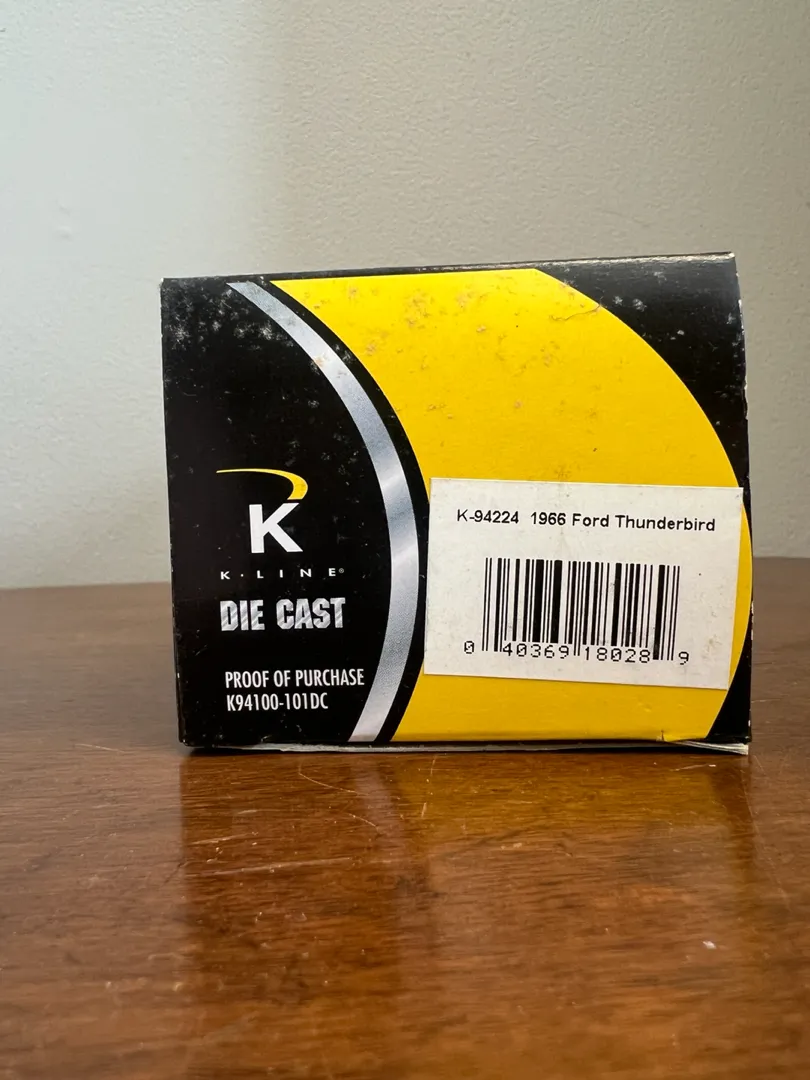 K
K·LINE®
DIE CAST
PROOF OF PURCHASE
K94100-101DC
K-94224 1966 Ford Thunderbird
0 40369 18028 9